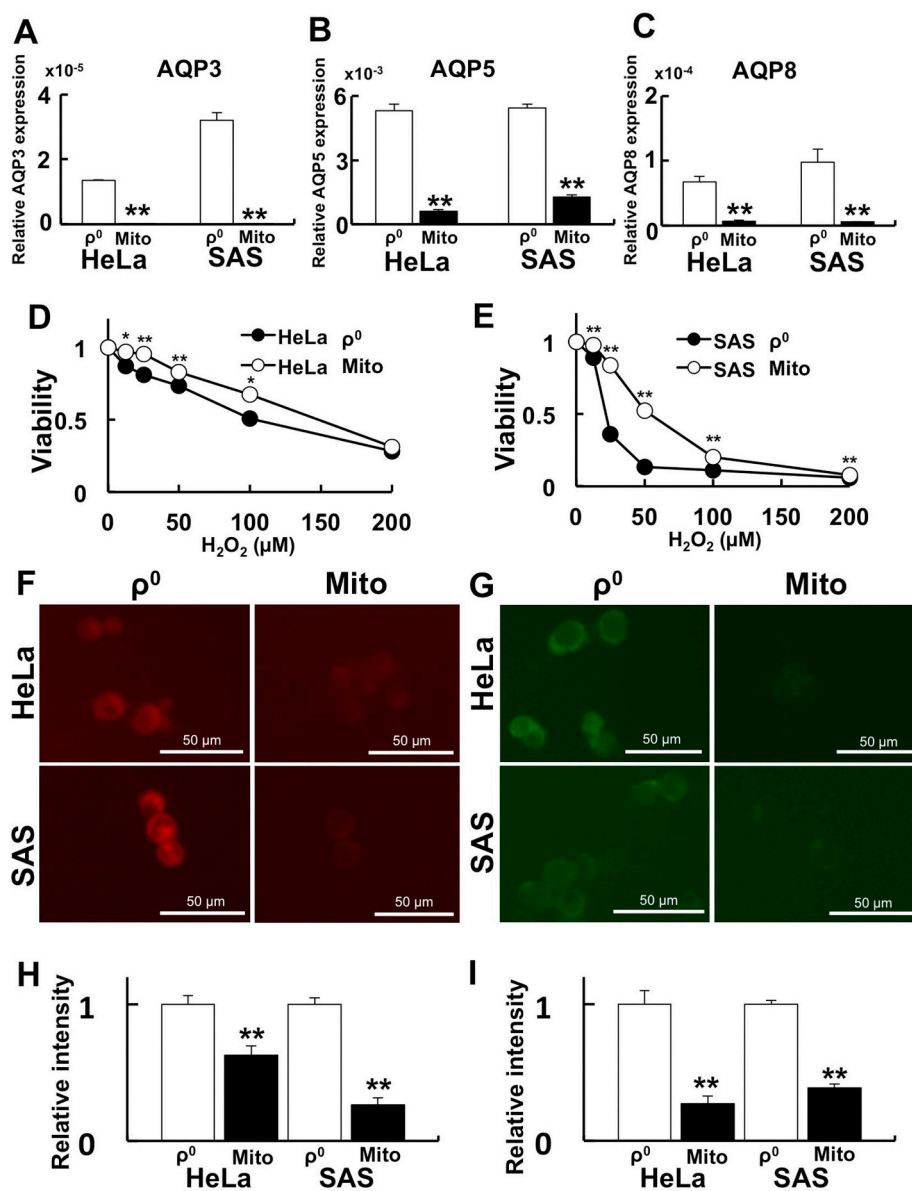 A
AQP3
x10⁻⁵
Relative AQP3 expression
4
2
0
**
**
ρ⁰ Mito ρ⁰ Mito
HeLa SAS
B
AQP5
x10⁻³
Relative AQP5 expression
6
3
0
**
**
ρ⁰ Mito ρ⁰ Mito
HeLa SAS
C
AQP8
x10⁻⁴
Relative AQP8 expression
2
1
0
**
**
ρ⁰ Mito ρ⁰ Mito
HeLa SAS
D
Viability
1
0.5
0
* ** ** *
HeLa ρ⁰
HeLa Mito
0 50 100 200
H₂O₂ (μM)
E
Viability
1
0.5
0
** ** ** ** **
SAS ρ⁰
SAS Mito
0 50 100 200
H₂O₂ (μM)
F
ρ⁰ Mito
HeLa
50 μm 50 μm
SAS
50 μm 50 μm
G
ρ⁰ Mito
HeLa
50 μm 50 μm
SAS
50 μm 50 μm
H
Relative intensity
1
0
**
**
ρ⁰ Mito ρ⁰ Mito
HeLa SAS
I
Relative intensity
1
0
**
**
ρ⁰ Mito ρ⁰ Mito
HeLa SAS